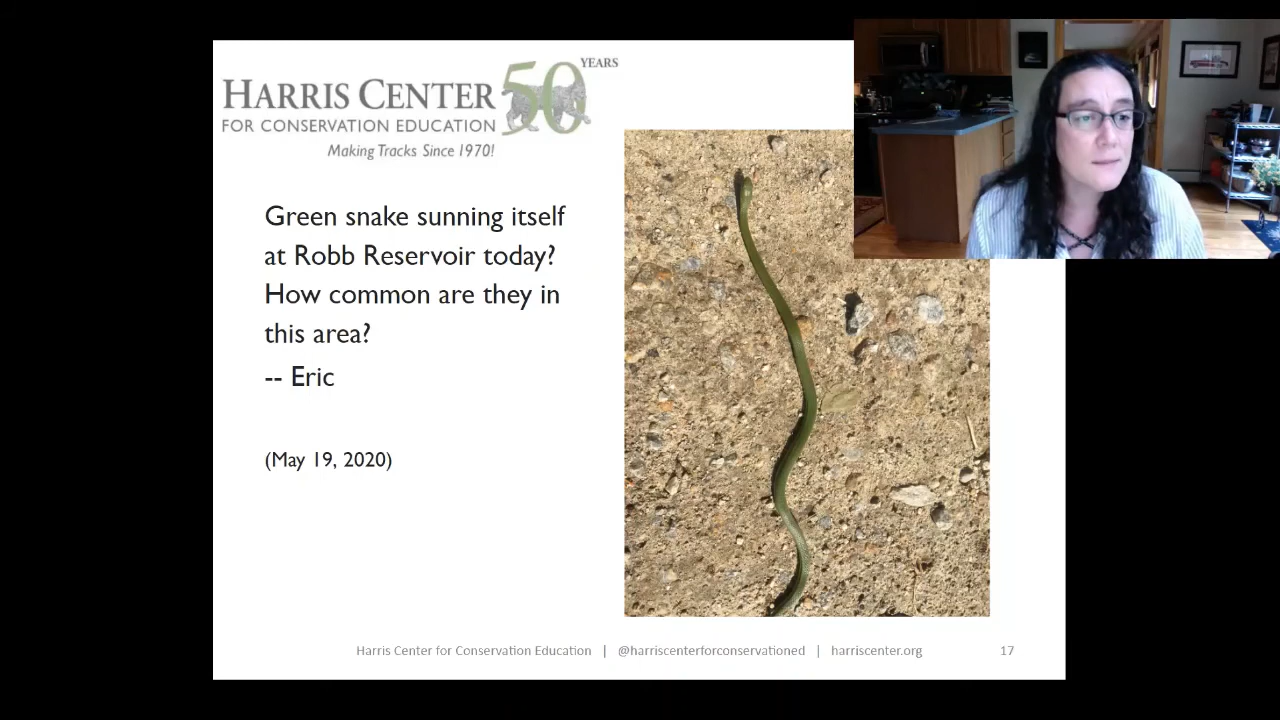 HARRIS CENTER 50 YEARS
FOR CONSERVATION EDUCATION
Making Tracks Since 1970!
Green snake sunning itself
at Robb Reservoir today?
How common are they in
this area?
-- Eric
(May 19, 2020)
Harris Center for Conservation Education | @harriscenterforconservationed | harriscenter.org 17